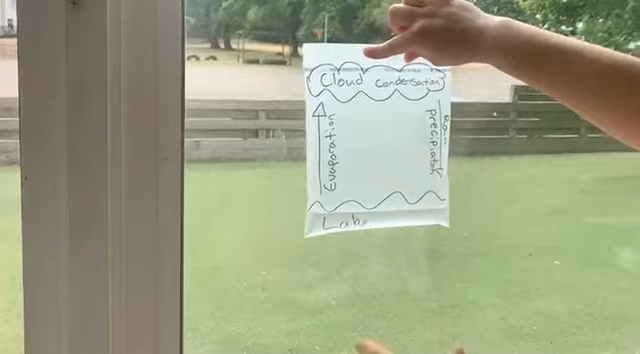 Cloud condensation
Evaporation
Rain
precipitation
Lake